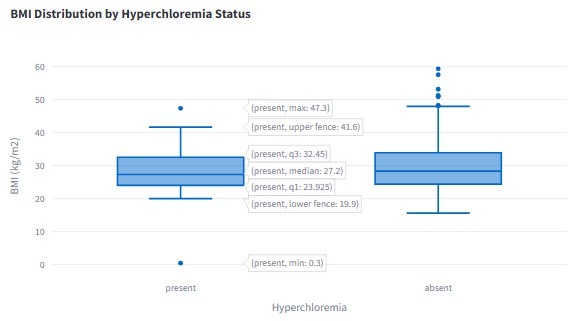 BMI Distribution by Hyperchloremia Status
60
50
40
30
20
10
0
BMI (kg/m2)
(present, max: 47.3)
(present, upper fence: 41.6)
(present, q3: 32.45)
(present, median: 27.2)
(present, q1: 23.925)
(present, lower fence: 19.9)
(present, min: 0.3)
present
absent
Hyperchloremia